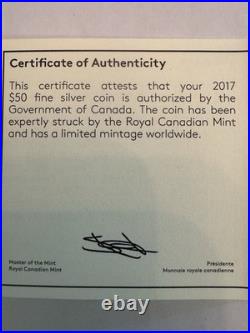 Certificate of Authenticity
This certificate attests that your 2017
$50 fine silver coin is authorized by the
Government of Canada. The coin has been
expertly struck by the Royal Canadian Mint
and has a limited mintage worldwide.
Master of the Mint
Royal Canadian Mint
Présidente
Monnaie royale canadienne
thumbimg.com